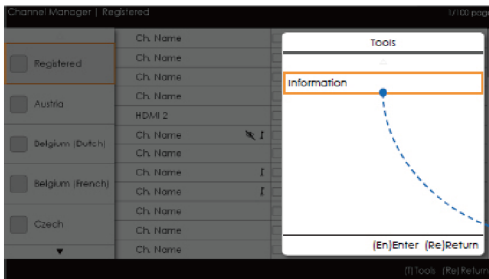 Channel Manager | Registered
1/100 page
Registered
Austria
Belgium (Dutch)
Belgium (French)
Czech
Ch. Name
Ch. Name
Ch. Name
Ch. Name
HDMI 2
Ch. Name
Ch. Name
Ch. Name
Ch. Name
Ch. Name
Ch. Name
Ch. Name
Tools
Information
(En)Enter (Re)Return
(T)Tools (Re)Return